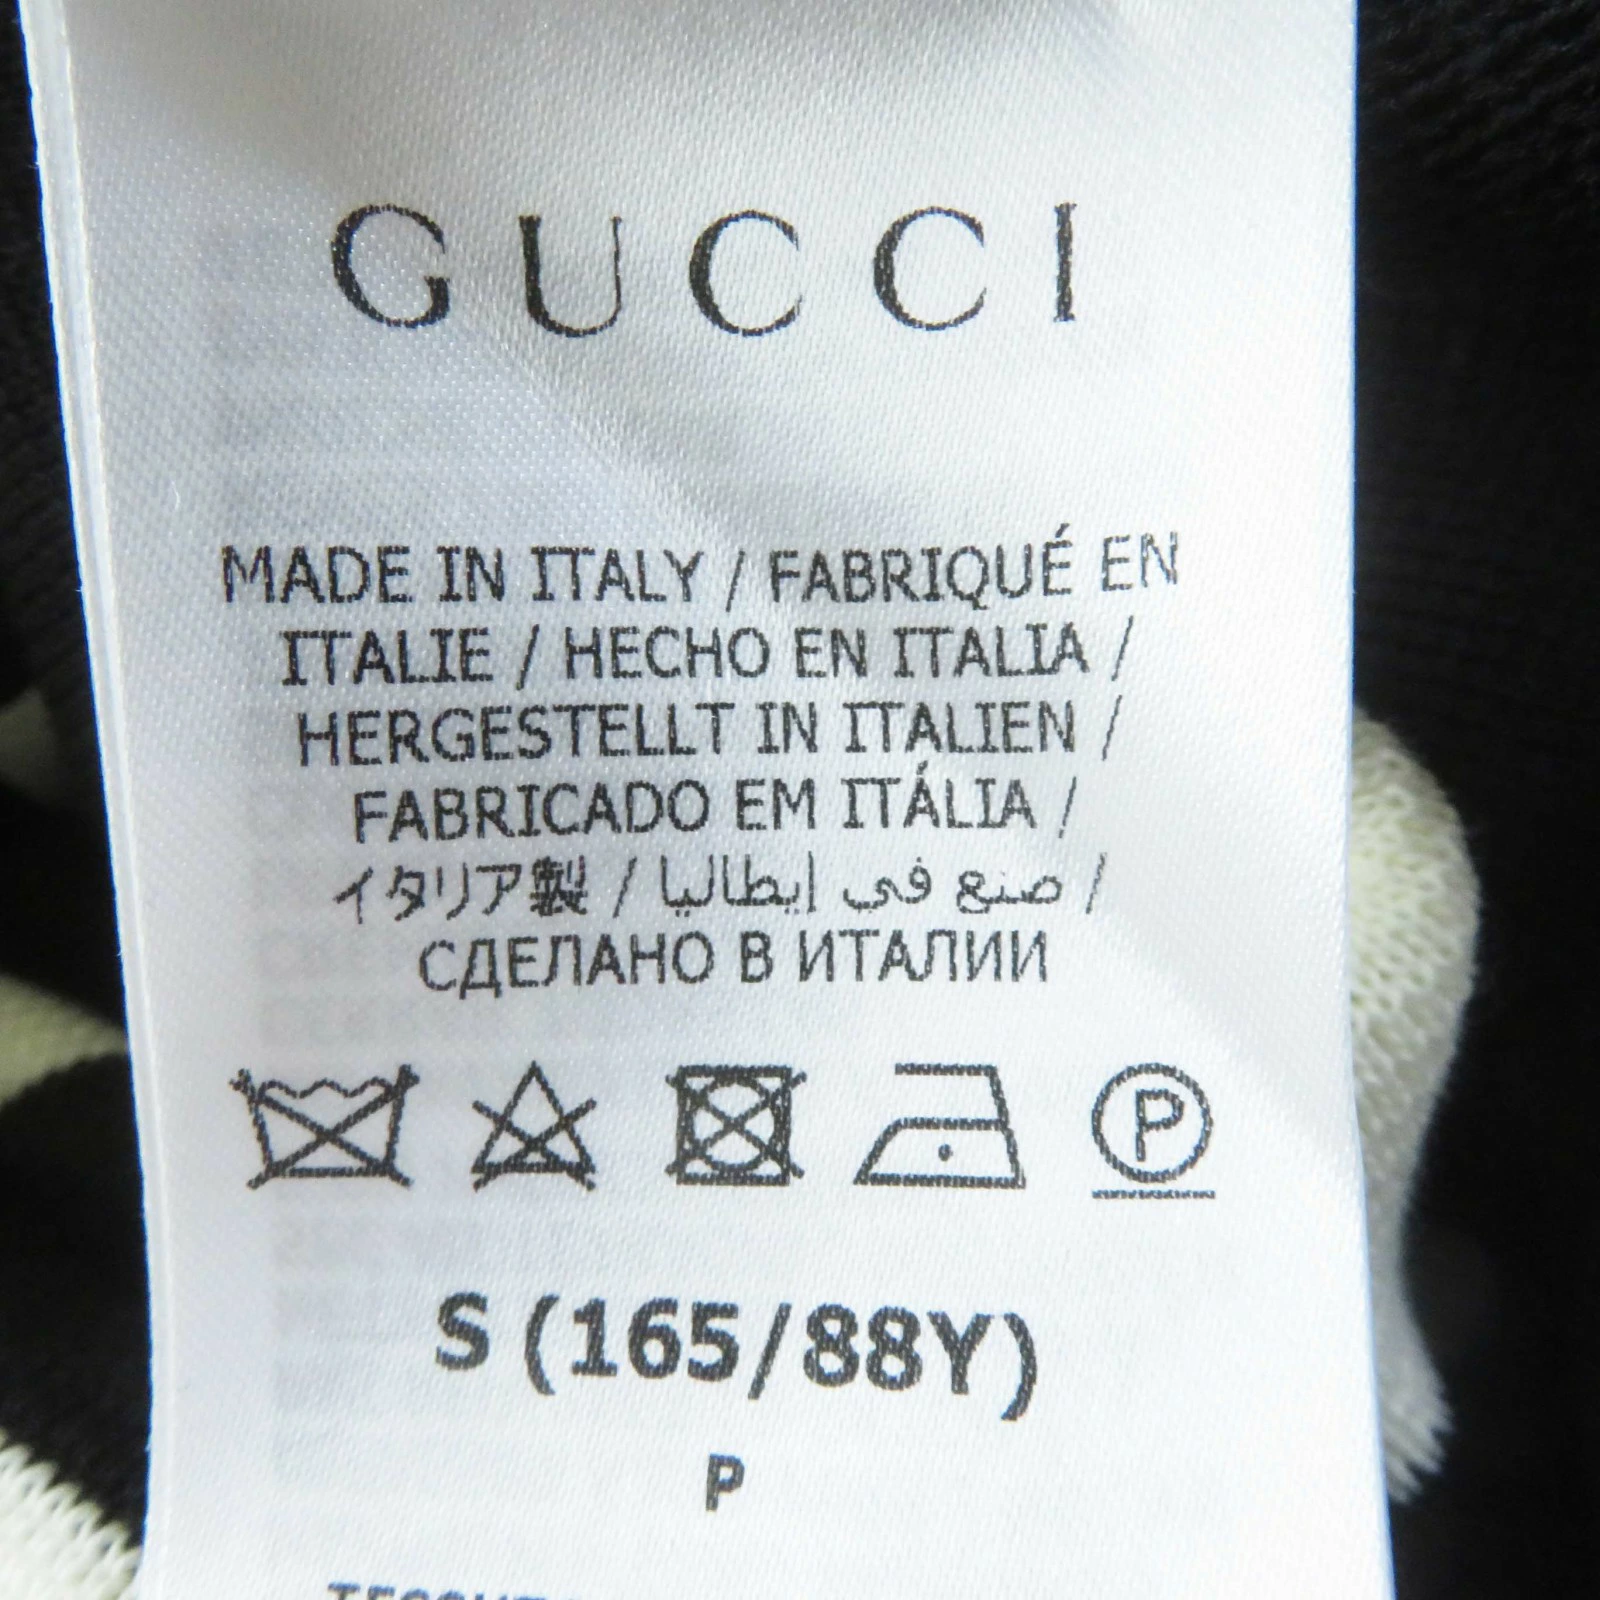 GUCCI
MADE IN ITALY / FABRIQUÉ EN
ITALIE / HECHO EN ITALIA /
HERGESTELLT IN ITALIEN /
FABRICADO EM ITÁLIA /
イタリア製 / صنع في إيطاليا /
СДЕЛАНО В ИТАЛИИ
P
S (165/88Y)
P